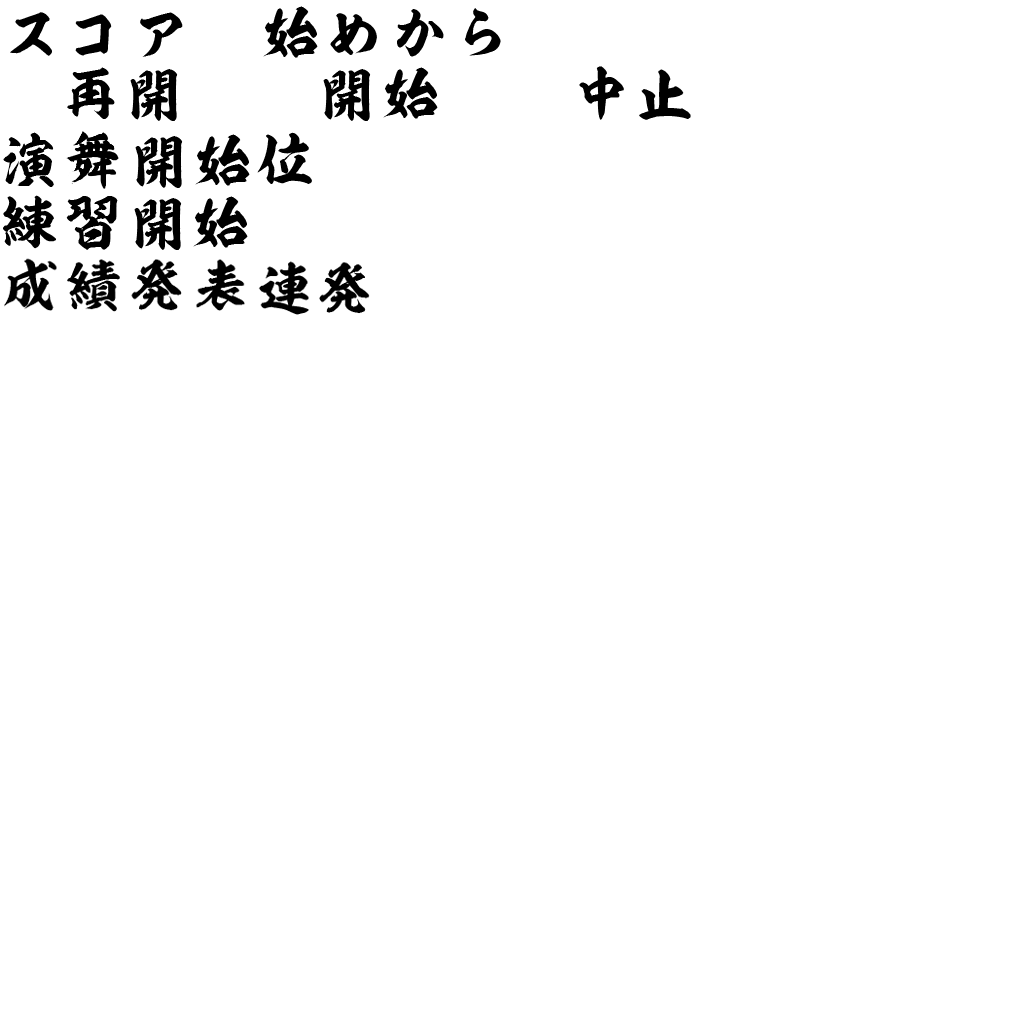 スコア　始めから
　再開　　開始　　中止
演舞開始位
練習開始
成績発表連発